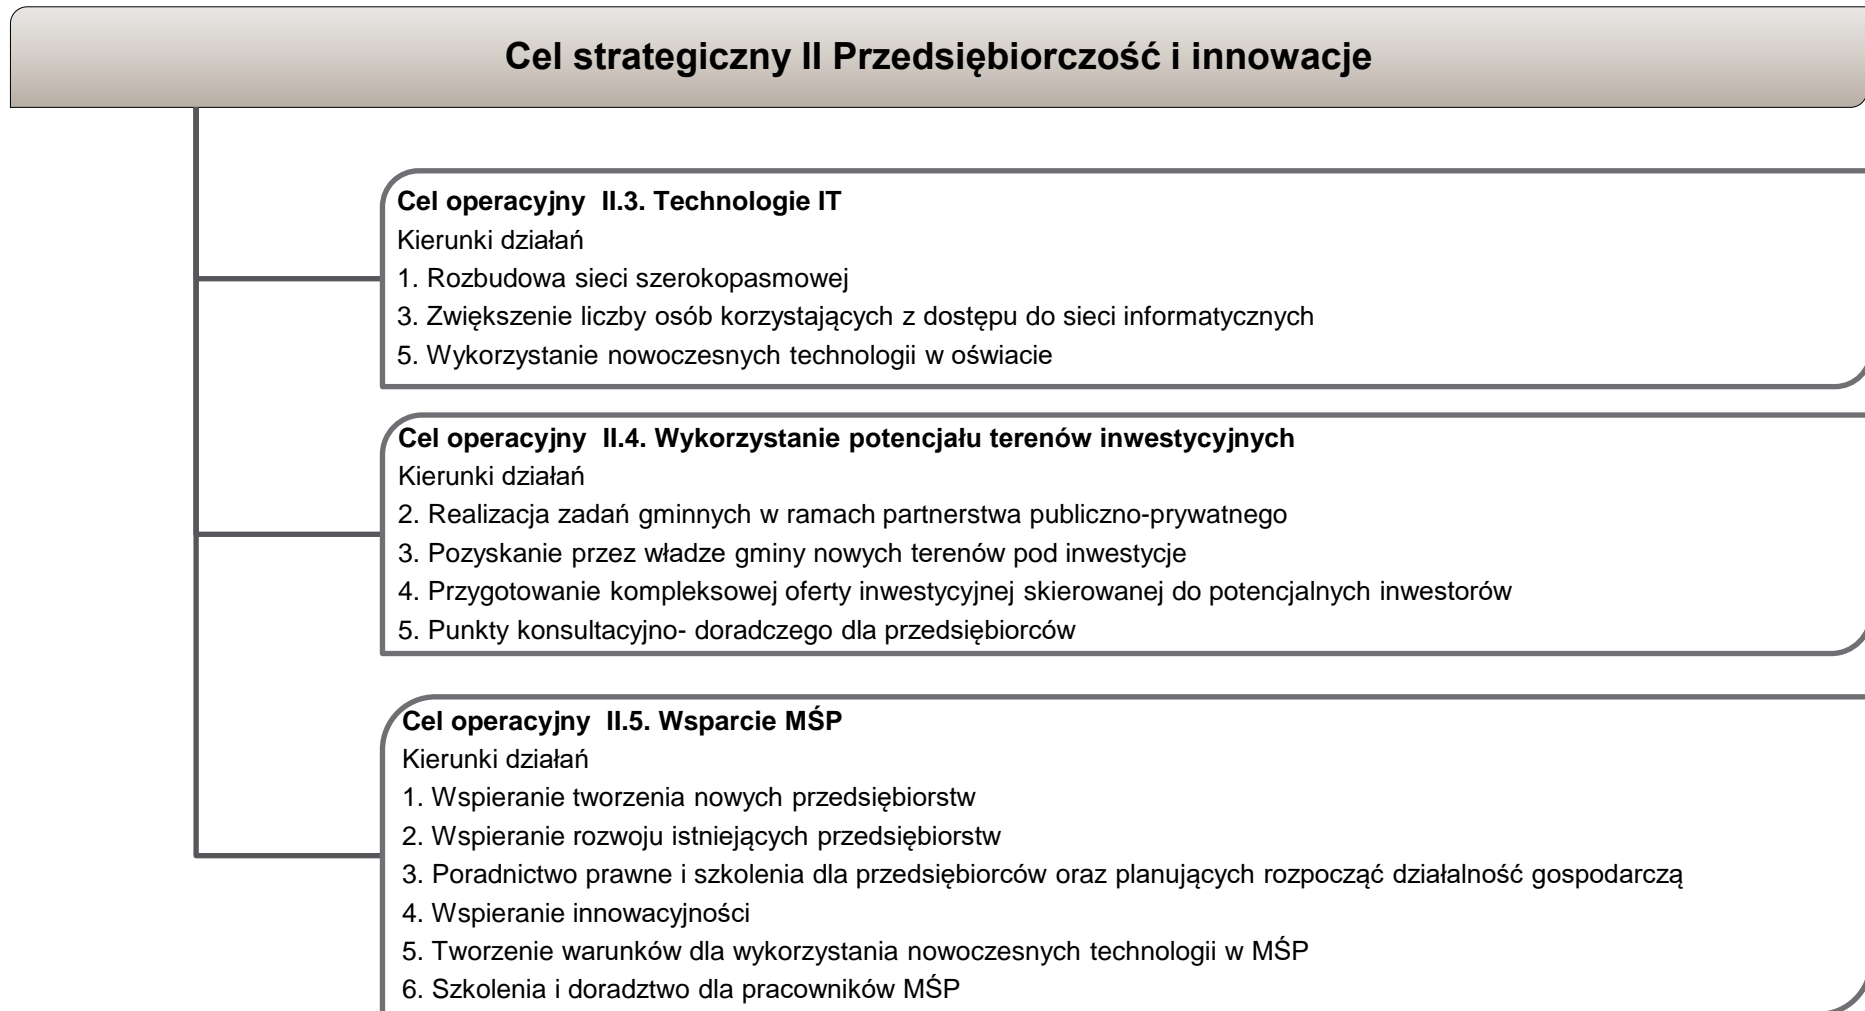 Cel strategiczny II Przedsiębiorczość i innowacje
Cel operacyjny  II.3. Technologie IT
Kierunki działań
1. Rozbudowa sieci szerokopasmowej
3. Zwiększenie liczby osób korzystających z dostępu do sieci informatycznych
5. Wykorzystanie nowoczesnych technologii w oświacie
Cel operacyjny  II.4. Wykorzystanie potencjału terenów inwestycyjnych
Kierunki działań
2. Realizacja zadań gminnych w ramach partnerstwa publiczno-prywatnego
3. Pozyskanie przez władze gminy nowych terenów pod inwestycje
4. Przygotowanie kompleksowej oferty inwestycyjnej skierowanej do potencjalnych inwestorów
5. Punkty konsultacyjno- doradczego dla przedsiębiorców
Cel operacyjny  II.5. Wsparcie MŚP
Kierunki działań
1. Wspieranie tworzenia nowych przedsiębiorstw
2. Wspieranie rozwoju istniejących przedsiębiorstw
3. Poradnictwo prawne i szkolenia dla przedsiębiorców oraz planujących rozpocząć działalność gospodarczą
4. Wspieranie innowacyjności
5. Tworzenie warunków dla wykorzystania nowoczesnych technologii w MŚP
6. Szkolenia i doradztwo dla pracowników MŚP